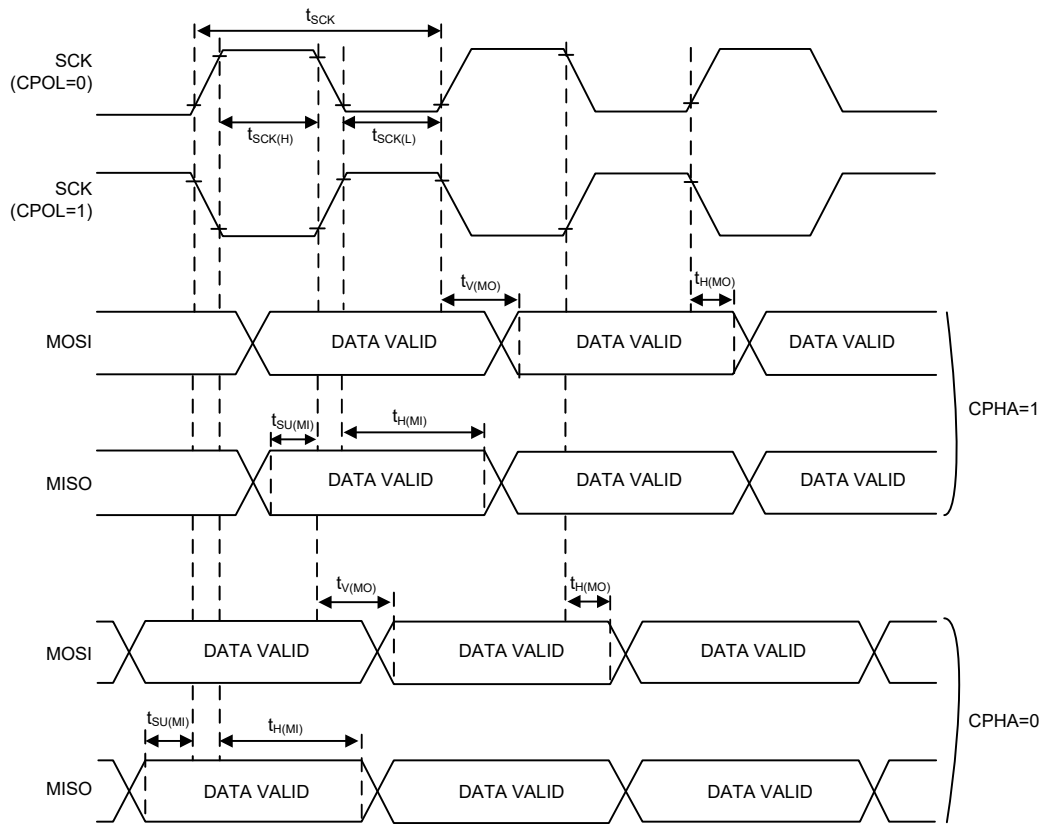 tSCK
SCK
(CPOL=0)
tSCK(H)
tSCK(L)
SCK
(CPOL=1)
tV(MO)
tH(MO)
MOSI
DATA VALID
DATA VALID
DATA VALID
CPHA=1
tSU(MI)
tH(MI)
MISO
DATA VALID
DATA VALID
DATA VALID
tV(MO)
tH(MO)
MOSI
DATA VALID
DATA VALID
DATA VALID
CPHA=0
tSU(MI)
tH(MI)
MISO
DATA VALID
DATA VALID
DATA VALID